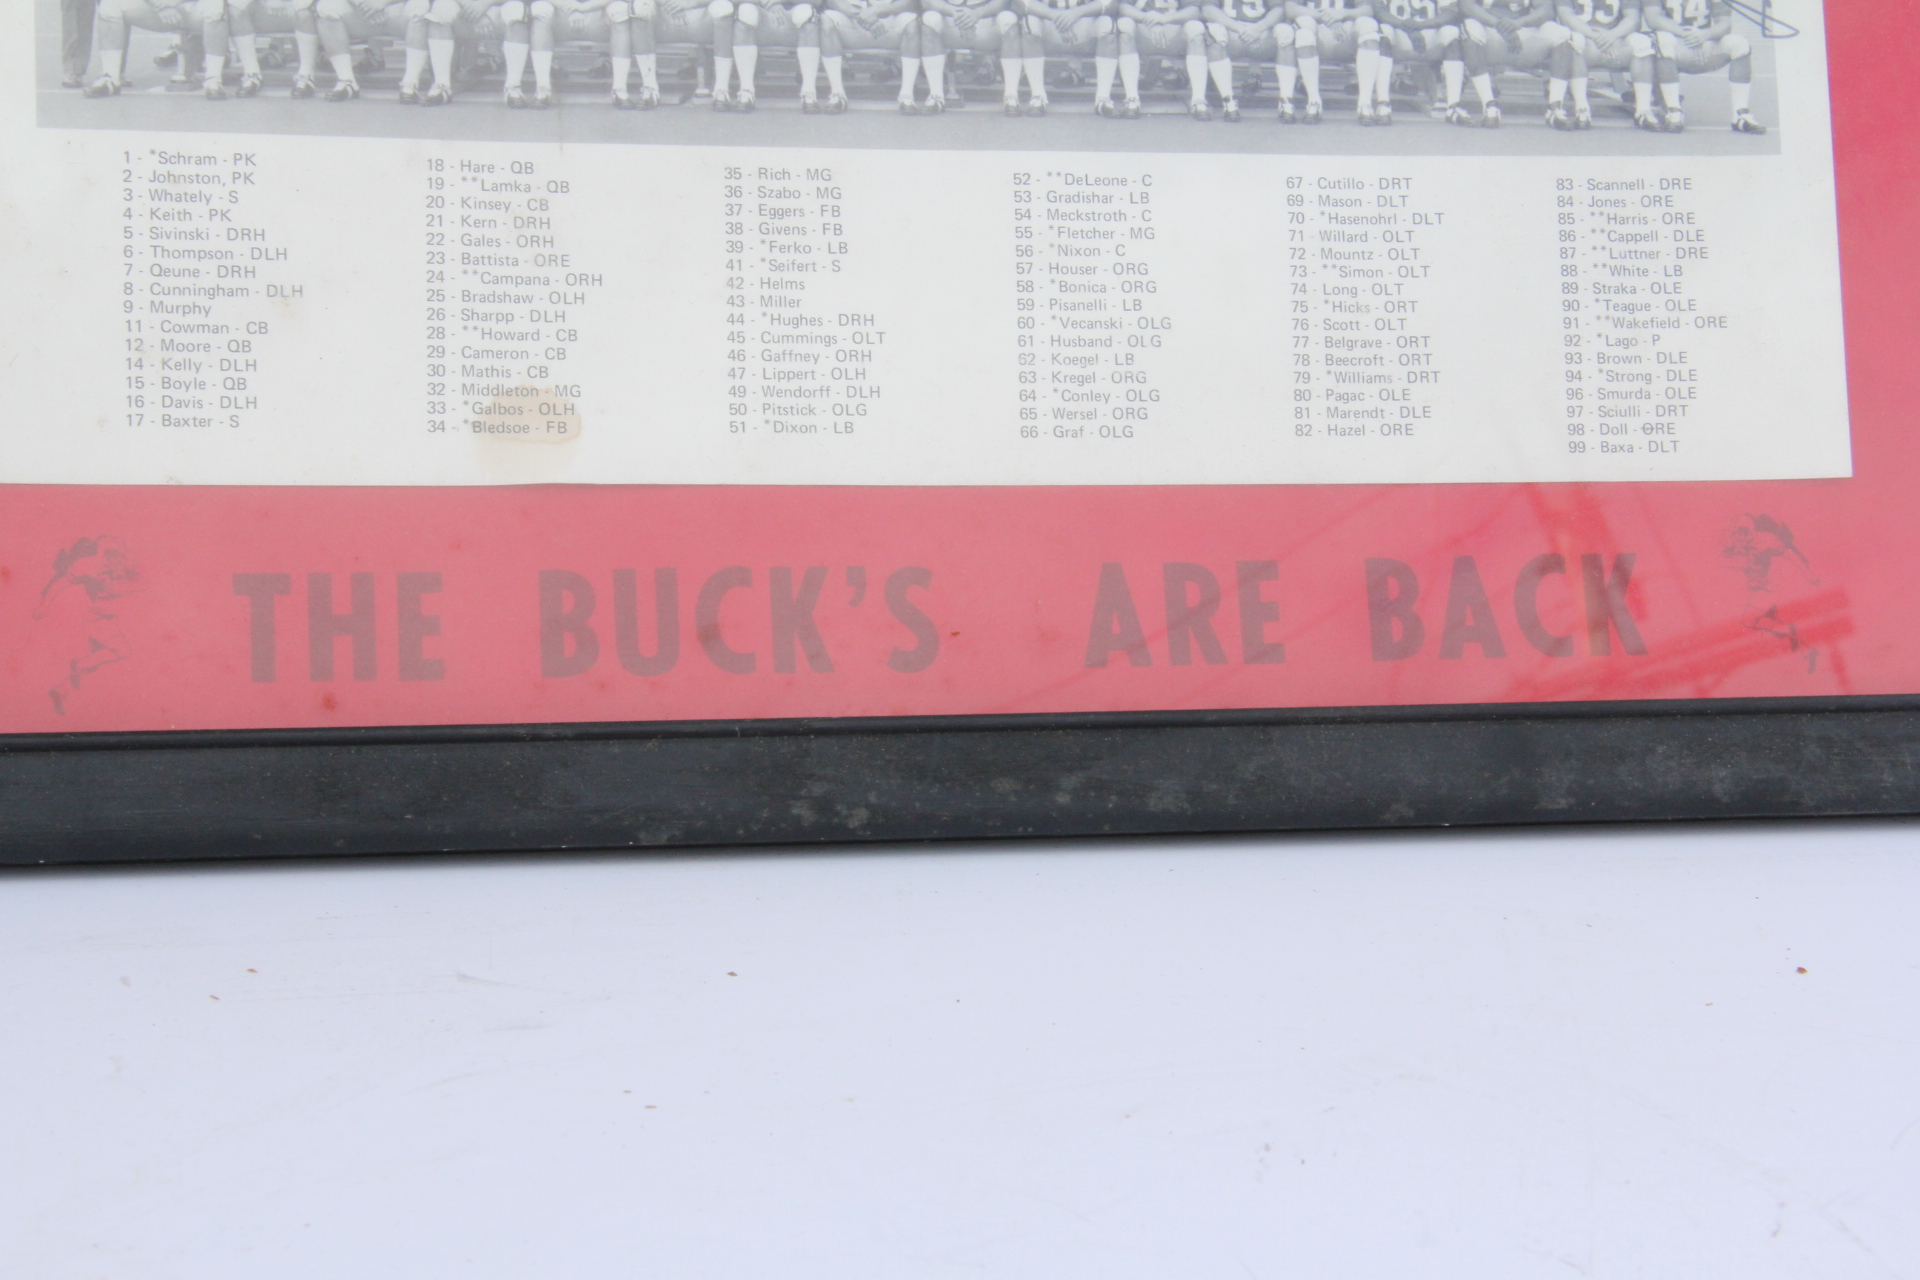 15
85
33
34
1 - *Schram - PK
2 - Johnston, PK
3 - Whately - S
4 - Keith - PK
5 - Sivinski - DRH
6 - Thompson - DLH
7 - Qeune - DRH
8 - Cunningham - DLH
9 - Murphy
11 - Cowman - CB
12 - Moore - QB
14 - Kelly - DLH
15 - Boyle - QB
16 - Davis - DLH
17 - Baxter - S
18 - Hare - QB
19 - **Lamka - QB
20 - Kinsey - CB
21 - Kern - DRH
22 - Gales - ORH
23 - Battista - ORE
24 - **Campana - ORH
25 - Bradshaw - OLH
26 - Sharpp - DLH
28 - **Howard - CB
29 - Cameron - CB
30 - Mathis - CB
32 - Middleton - MG
33 - *Galbos - OLH
34 - *Bledsoe - FB
35 - Rich - MG
36 - Szabo - MG
37 - Eggers - FB
38 - Givens - FB
39 - *Ferko - LB
41 - *Seifert - S
42 - Helms
43 - Miller
44 - *Hughes - DRH
45 - Cummings - OLT
46 - Gaffney - ORH
47 - Lippert - OLH
49 - Wendorff - DLH
50 - Pitstick - OLG
51 - *Dixon - LB
52 - **DeLeone - C
53 - Gradishar - LB
54 - Meckstroth - C
55 - *Fletcher - MG
56 - *Nixon - C
57 - Houser - ORG
58 - *Bonica - ORG
59 - Pisanelli - LB
60 - *Vecanski - OLG
61 - Husband - OLG
62 - Koegel - LB
63 - Kregel - ORG
64 - *Conley - OLG
65 - Wersel - ORG
66 - Graf - OLG
67 - Cutillo - DRT
69 - Mason - DLT
70 - *Hasenohrl - DLT
71 - Willard - OLT
72 - Mountz - OLT
73 - **Simon - OLT
74 - Long - OLT
75 - *Hicks - ORT
76 - Scott - OLT
77 - Belgrave - ORT
78 - Beecroft - ORT
79 - *Williams - DRT
80 - Pagac - OLE
81 - Marendt - DLE
82 - Hazel - ORE
83 - Scannell - DRE
84 - Jones - ORE
85 - **Harris - ORE
86 - **Cappell - DLE
87 - **Luttner - DRE
88 - **White - LB
89 - Straka - OLE
90 - *Teague - OLE
91 - **Wakefield - ORE
92 - *Lago - P
93 - Brown - DLE
94 - *Strong - DLE
96 - Smurda - OLE
97 - Sciulli - DRT
98 - Doll - ORE
99 - Baxa - DLT
THE BUCK'S ARE BACK